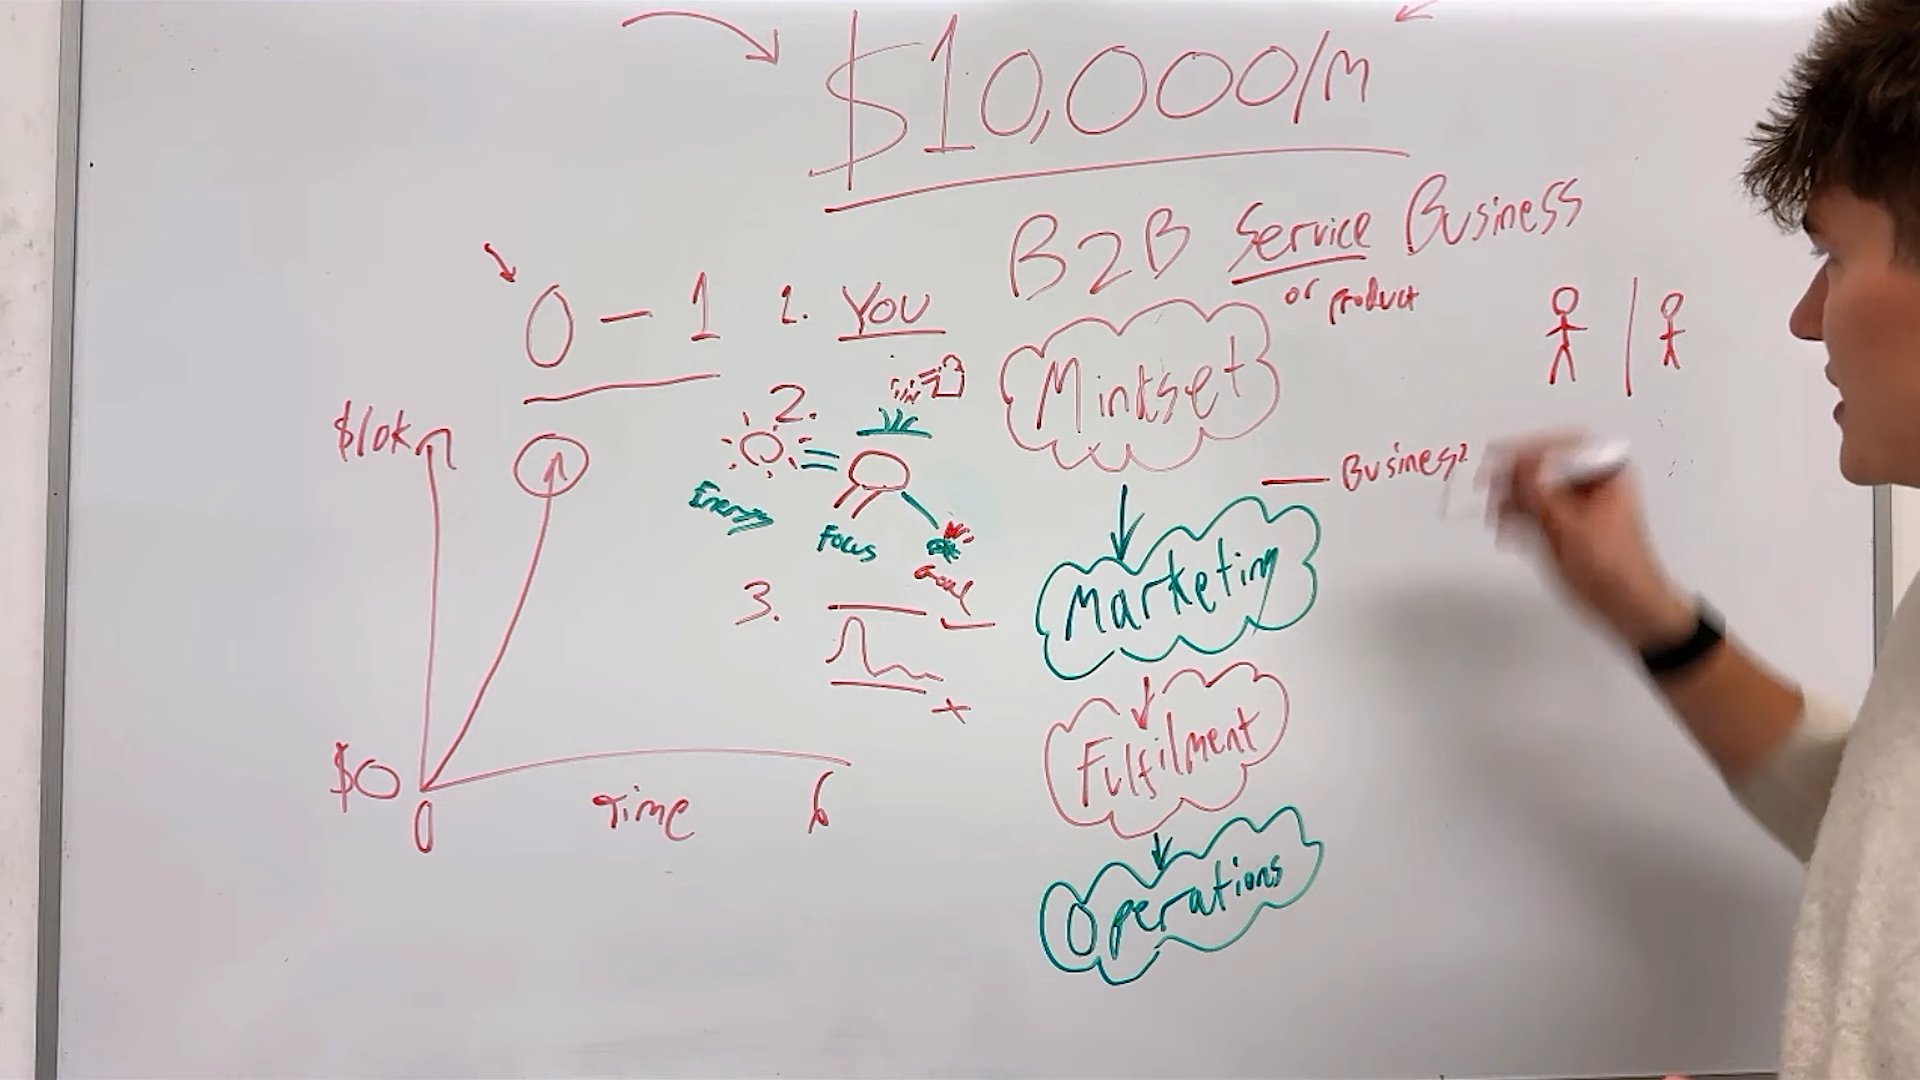 $10,000/m
B2B Service Business
or product
0 - 1
1. You
2.
Energy
Focus
Goal
3.
$10k
$0
0
Time
6
Mindset
Business?
Marketing
Fulfilment
Operations